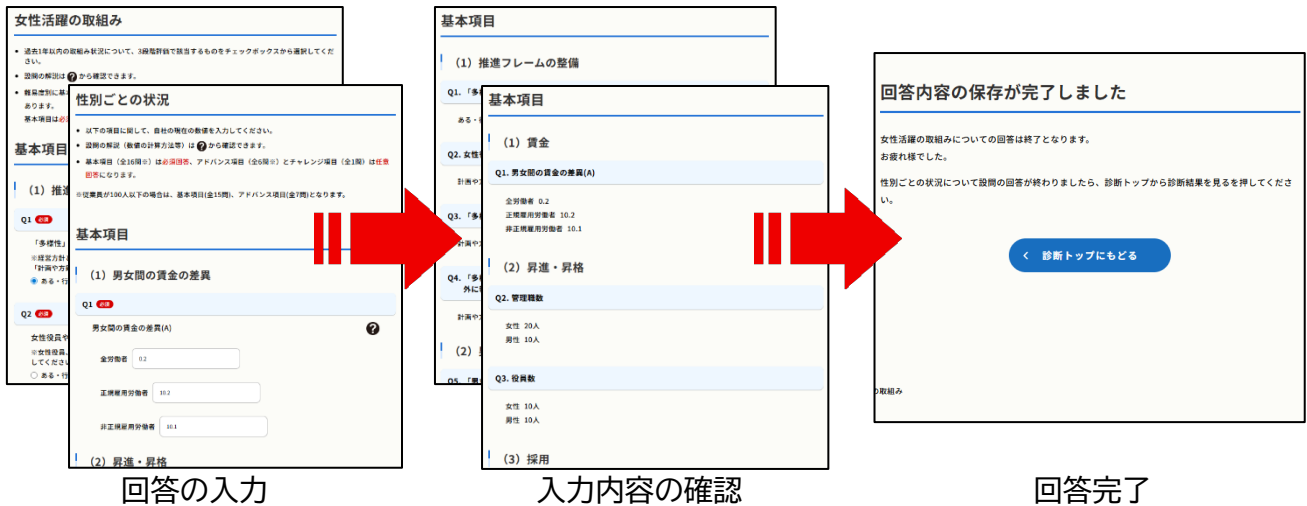 女性活躍の取組み
• 過去1年以内の取組み状況について、3段階評価で該当するものをチェックボックスから選択してくだ
さい。
• 設問の解説は?から確認できます。
• 難易度別に基
あります。
基本項目は必
基本項目
（1）推進
Q1 必須
「多様性」
※経営方針
「計画や方針
ある・行
Q2 必須
女性役員や
※女性役員、
してください
ある・行
性別ごとの状況
• 以下の項目に関して、自社の現在の数値を入力してください。
• 設問の解説（数値の計算方法等）は?から確認できます。
• 基本項目（全16問※）は必須回答、アドバンス項目（全6問※）とチャレンジ項目（全1問）は任意
回答になります。
※従業員が100人以下の場合は、基本項目(全15問)、アドバンス項目(全7問)となります。
基本項目
（1）男女間の賃金の差異
Q1 必須
男女間の賃金の差異(A)
?
全労働者 0.2
正規雇用労働者 10.2
非正規雇用労働者 10.1
（2）昇進・昇格
回答の入力
基本項目
（1）推進フレームの整備
Q1. 「多
ある・
Q2. 女性
計画や
Q3. 「多
計画や
Q4. 「多
外に
計画や
（2）
Q5. 「
基本項目
（1）賃金
Q1. 男女間の賃金の差異(A)
全労働者 0.2
正規雇用労働者 10.2
非正規雇用労働者 10.1
（2）昇進・昇格
Q2. 管理職数
女性 20人
男性 10人
Q3. 役員数
女性 10人
男性 10人
（3）採用
入力内容の確認
回答内容の保存が完了しました
女性活躍の取組みについての回答は終了となります。
お疲れ様でした。
性別ごとの状況について設問の回答が終わりましたら、診断トップから診断結果を見るを押してくださ
い。
< 診断トップにもどる
の取組み
回答完了